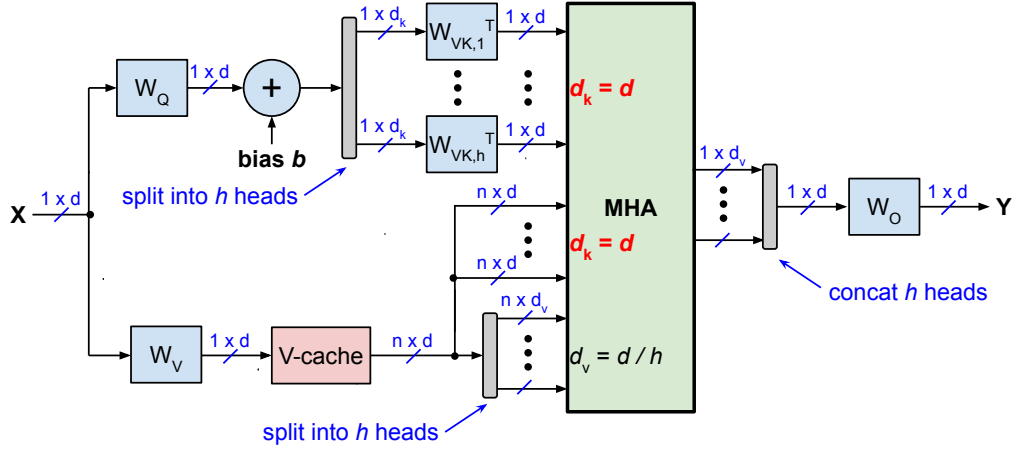 1 x d_k
W_VK,1^T
1 x d
W_Q
1 x d
+
bias b
d_k = d
1 x d_k
W_VK,h^T
1 x d
split into h heads
X
1 x d
n x d
MHA
d_k = d
n x d
1 x d_v
1 x d
W_O
1 x d
Y
concat h heads
W_V
1 x d
V-cache
n x d
n x d_v
d_v = d / h
split into h heads